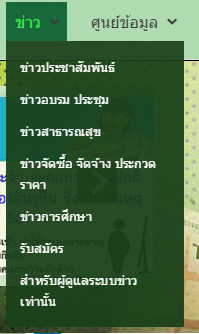 ข่าว ศูนย์ข้อมูล
ข่าวประชาสัมพันธ์
ข่าวอบรม ประชุม
ข่าวสาธารณสุข
ข่าวจัดซื้อ จัดจ้าง ประกวด
ราคา
ข่าวการศึกษา
รับสมัคร
สำหรับผู้ดูแลระบบข่าว
เท่านั้น